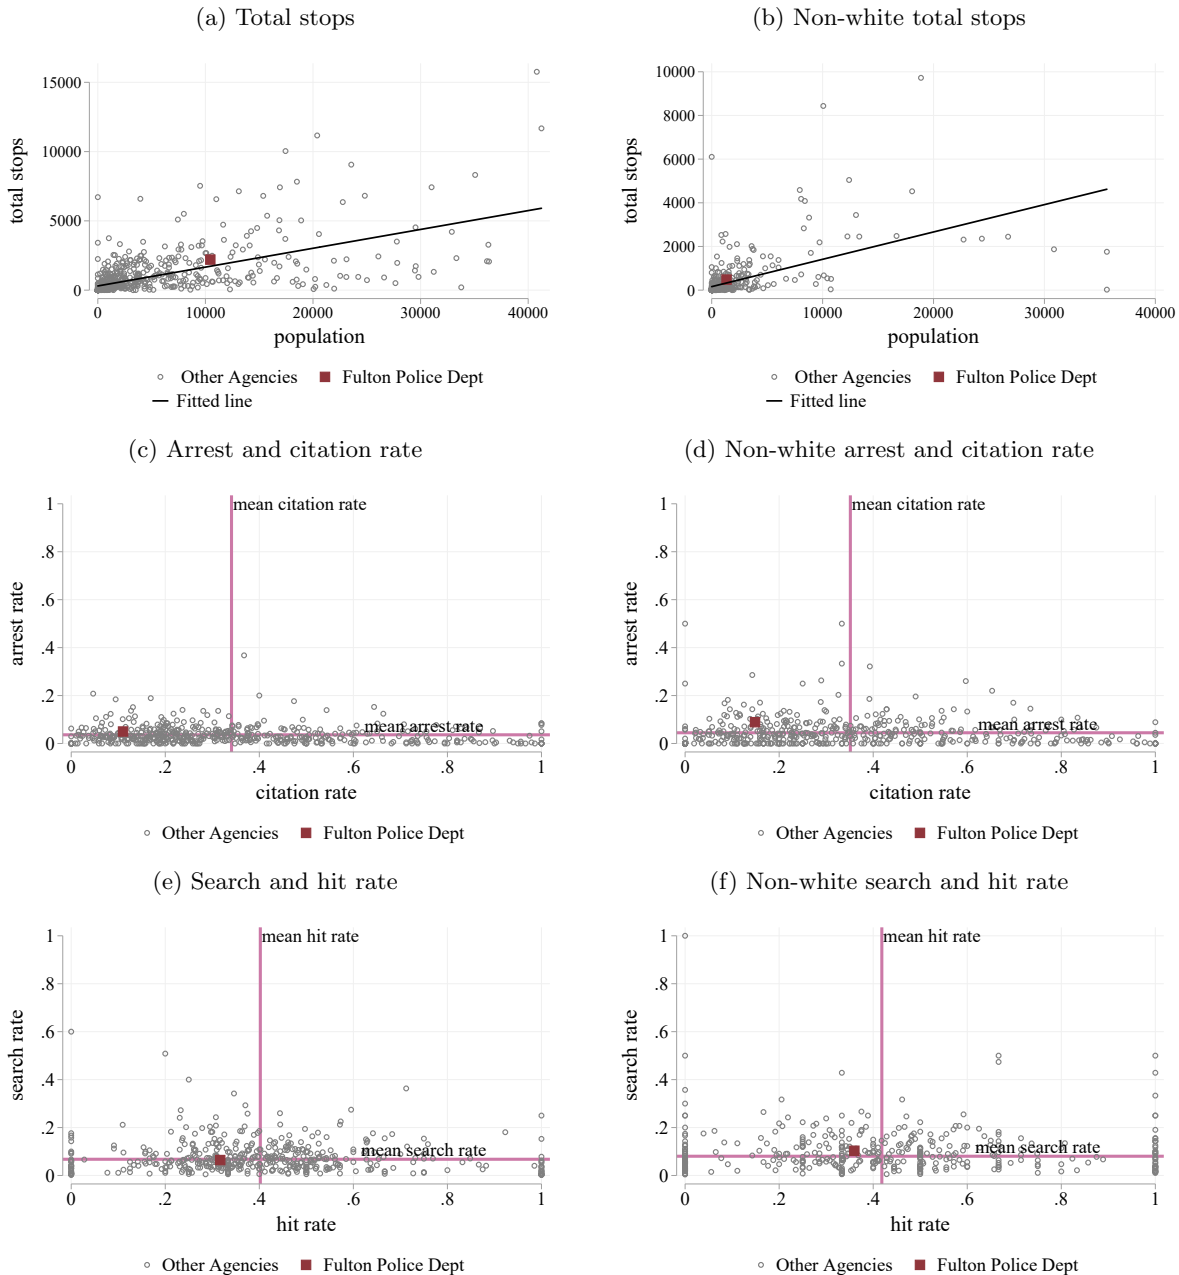 (a) Total stops
(b) Non-white total stops
total stops
15000
10000
5000
0
0 10000 20000 30000 40000
population
Other Agencies Fulton Police Dept
Fitted line
total stops
10000
8000
6000
4000
2000
0
0 10000 20000 30000 40000
population
Other Agencies Fulton Police Dept
Fitted line
(c) Arrest and citation rate
(d) Non-white arrest and citation rate
mean citation rate
arrest rate
1
.8
.6
.4
.2
0
mean arrest rate
0 .2 .4 .6 .8 1
citation rate
Other Agencies Fulton Police Dept
mean citation rate
arrest rate
1
.8
.6
.4
.2
0
mean arrest rate
0 .2 .4 .6 .8 1
citation rate
Other Agencies Fulton Police Dept
(e) Search and hit rate
(f) Non-white search and hit rate
mean hit rate
search rate
1
.8
.6
.4
.2
0
mean search rate
0 .2 .4 .6 .8 1
hit rate
Other Agencies Fulton Police Dept
mean hit rate
search rate
1
.8
.6
.4
.2
0
mean search rate
0 .2 .4 .6 .8 1
hit rate
Other Agencies Fulton Police Dept